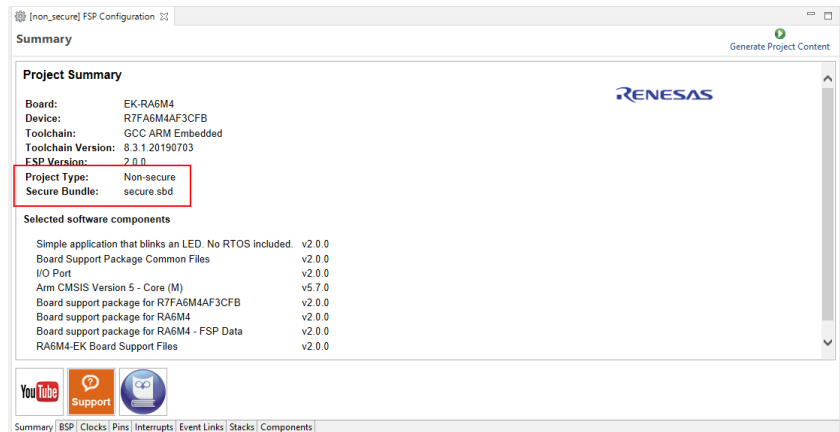 [non_secure] FSP Configuration
Summary
Generate Project Content
Project Summary
RENESAS
Board: EK-RA6M4
Device: R7FA6M4AF3CFB
Toolchain: GCC ARM Embedded
Toolchain Version: 8.3.1.20190703
FSP Version: 2.0.0
Project Type: Non-secure
Secure Bundle: secure.sbd
Selected software components
Simple application that blinks an LED. No RTOS included. v2.0.0
Board Support Package Common Files v2.0.0
I/O Port v2.0.0
Arm CMSIS Version 5 - Core (M) v5.7.0
Board support package for R7FA6M4AF3CFB v2.0.0
Board support package for RA6M4 v2.0.0
Board support package for RA6M4 - FSP Data v2.0.0
RA6M4-EK Board Support Files v2.0.0
YouTube
Support
Summary BSP Clocks Pins Interrupts Event Links Stacks Components